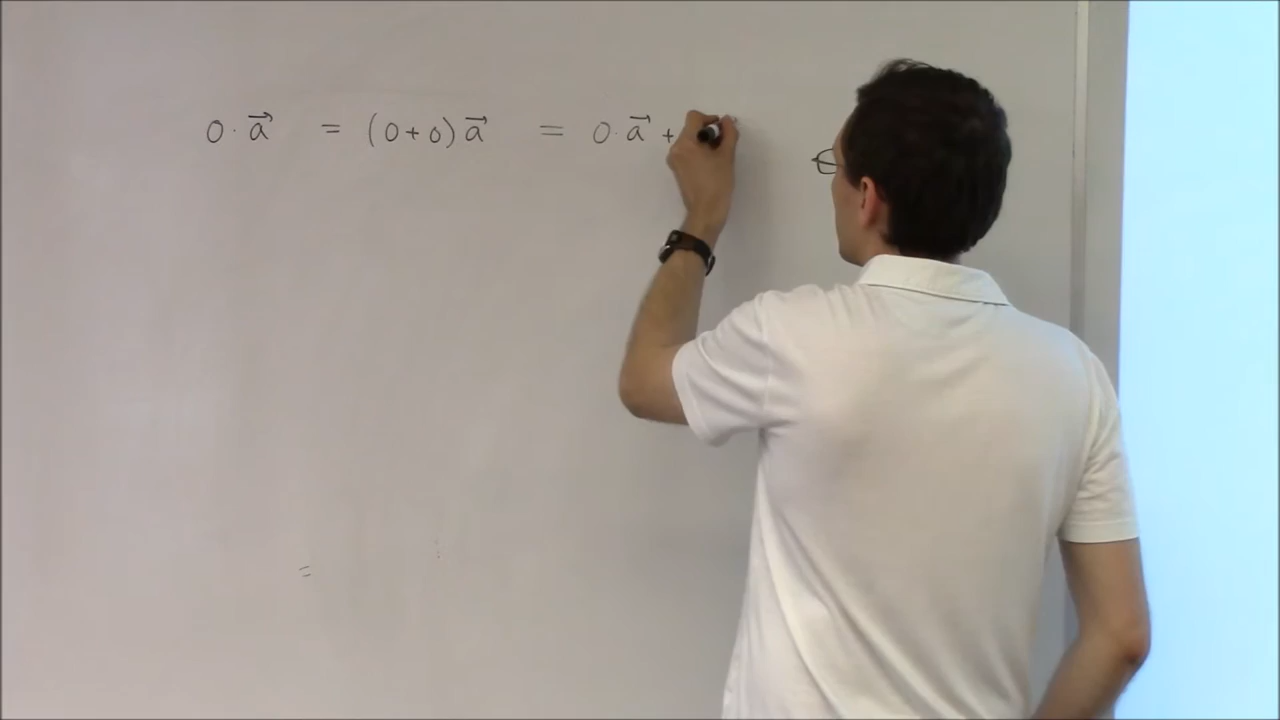 0 · a⃗ = (0+0) a⃗ = 0 · a⃗ +
=